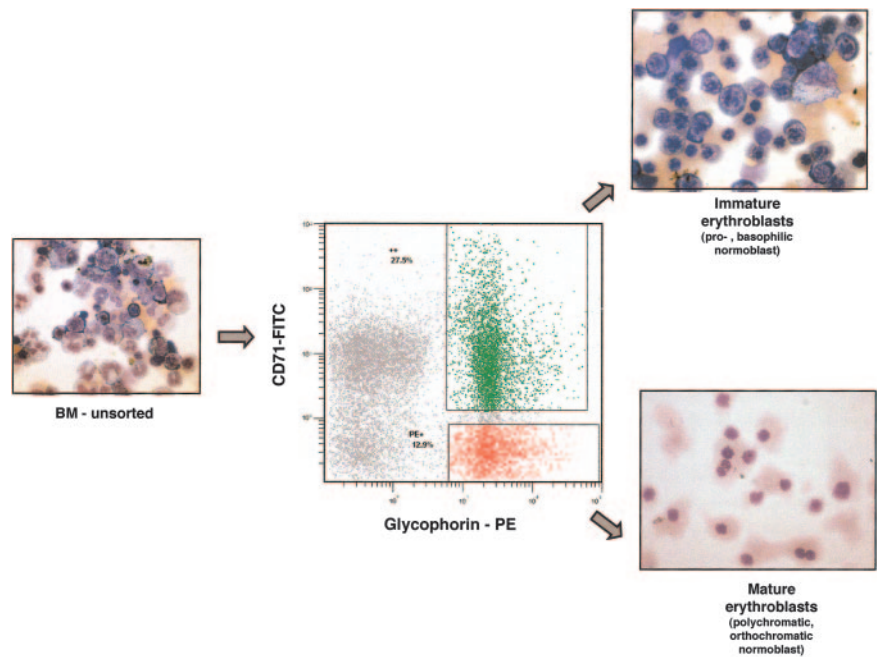 Immature
erythroblasts
(pro- , basophilic
normoblast)
BM - unsorted
CD71-FITC
++
27.5%
PE+
12.9%
Glycophorin - PE
Mature
erythroblasts
(polychromatic,
orthochromatic
normoblast)